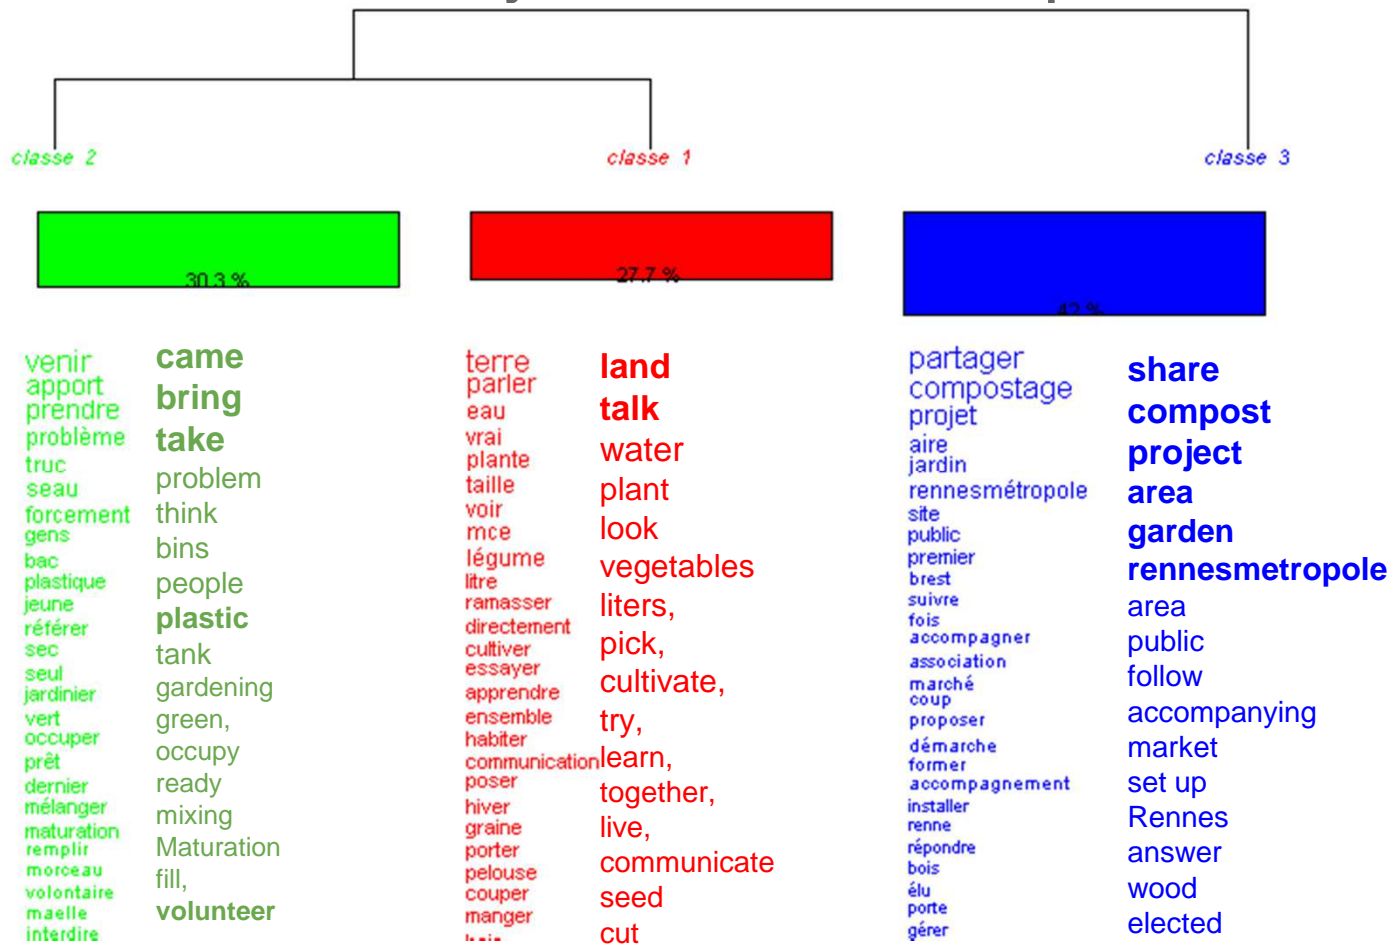 classe 2
classe 1
classe 3
30.3 %
27.7 %
42 %
venir
apport
prendre
problème
truc
seau
forcement
gens
bac
plastique
jeune
référer
sec
seul
jardinier
vert
occuper
prêt
dernier
mélanger
maturation
remplir
morceau
volontaire
maelle
interdire
came
bring
take
problem
think
bins
people
plastic
tank
gardening
green,
occupy
ready
mixing
Maturation
fill,
volunteer
terre
parler
eau
vrai
plante
taille
voir
mce
légume
litre
ramasser
directement
cultiver
essayer
apprendre
ensemble
habiter
communication
poser
hiver
graine
porter
pelouse
couper
manger
land
talk
water
plant
look
vegetables
liters,
pick,
cultivate,
try,
learn,
together,
live,
communicate
seed
cut
partager
compostage
projet
aire
jardin
rennesmétropole
site
public
premier
brest
suivre
fois
accompagner
association
marché
coup
proposer
démarche
former
accompagnement
installer
renne
répondre
bois
élu
porte
gérer
share
compost
project
area
garden
rennesmetropole
area
public
follow
accompanying
market
set up
Rennes
answer
wood
elected